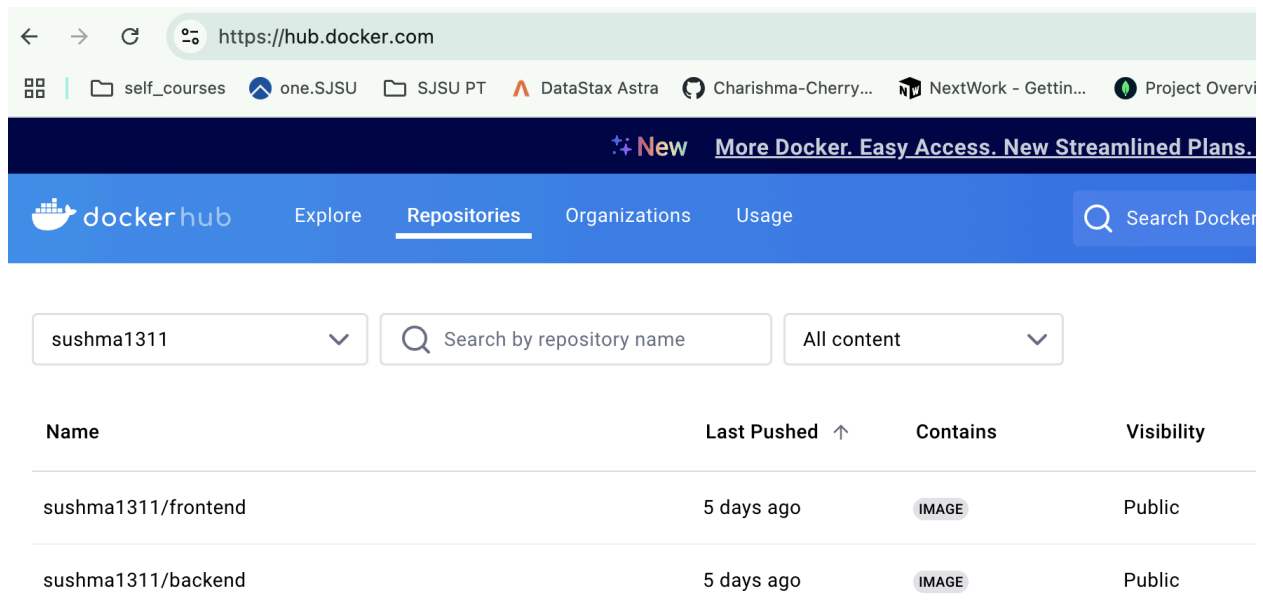 https://hub.docker.com
self_courses one.SJSU SJSU PT DataStax Astra Charishma-Cherry... NextWork - Gettin... Project Overvi
New More Docker. Easy Access. New Streamlined Plans.
dockerhub Explore Repositories Organizations Usage Search Docker
sushma1311 Search by repository name All content
Name Last Pushed Contains Visibility
sushma1311/frontend 5 days ago IMAGE Public
sushma1311/backend 5 days ago IMAGE Public